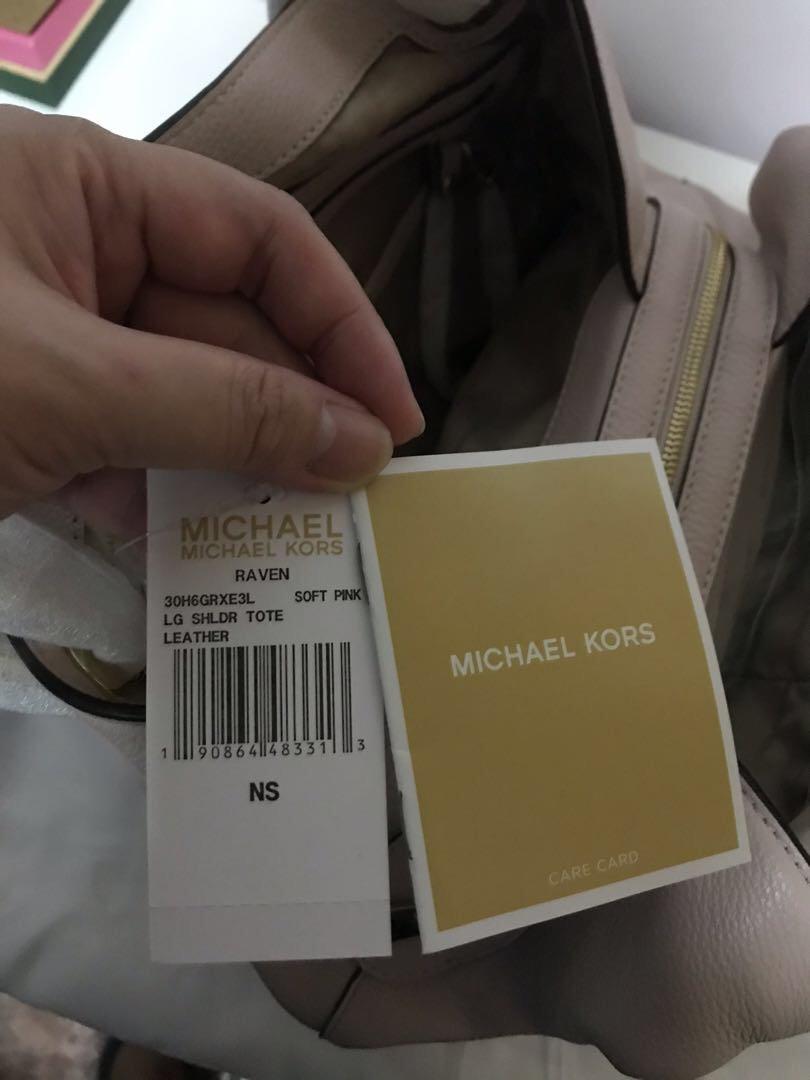 MICHAEL
MICHAEL KORS
RAVEN
30H6GRXE3L SOFT PINK
LG SHLDR TOTE
LEATHER
1 90864 48331 3
NS
MICHAEL KORS
CARE CARD